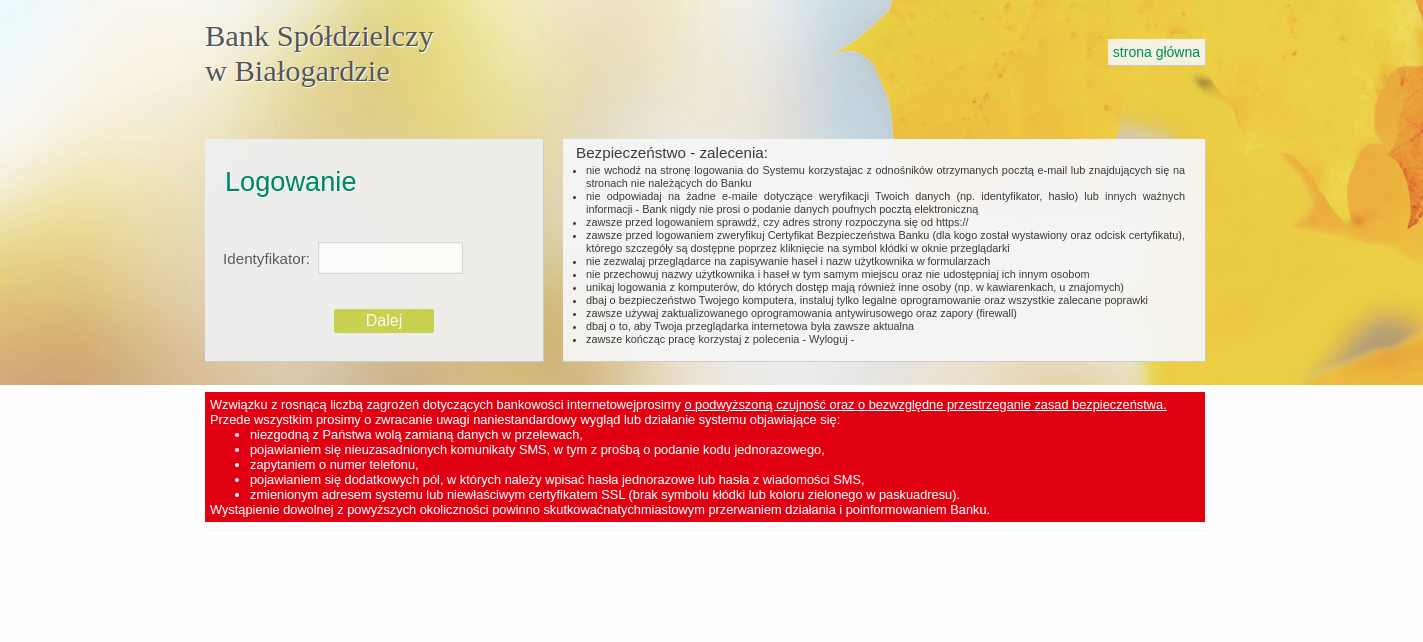 Bank Spółdzielczy
w Białogardzie
strona główna
Logowanie
Identyfikator:
Dalej
Bezpieczeństwo - zalecenia:
nie wchodź na stronę logowania do Systemu korzystajac z odnośników otrzymanych pocztą e-mail lub znajdujących się na
stronach nie należących do Banku
nie odpowiadaj na żadne e-maile dotyczące weryfikacji Twoich danych (np. identyfikator, hasło) lub innych ważnych
informacji - Bank nigdy nie prosi o podanie danych poufnych pocztą elektroniczną
zawsze przed logowaniem sprawdź, czy adres strony rozpoczyna się od https://
zawsze przed logowaniem zweryfikuj Certyfikat Bezpieczeństwa Banku (dla kogo został wystawiony oraz odcisk certyfikatu),
którego szczegóły są dostępne poprzez kliknięcie na symbol kłódki w oknie przeglądarki
nie zezwalaj przeglądarce na zapisywanie haseł i nazw użytkownika w formularzach
nie przechowuj nazwy użytkownika i haseł w tym samym miejscu oraz nie udostępniaj ich innym osobom
unikaj logowania z komputerów, do których dostęp mają również inne osoby (np. w kawiarenkach, u znajomych)
dbaj o bezpieczeństwo Twojego komputera, instaluj tylko legalne oprogramowanie oraz wszystkie zalecane poprawki
zawsze używaj zaktualizowanego oprogramowania antywirusowego oraz zapory (firewall)
dbaj o to, aby Twoja przeglądarka internetowa była zawsze aktualna
zawsze kończąc pracę korzystaj z polecenia - Wyloguj -
Wzwiązku z rosnącą liczbą zagrożeń dotyczących bankowości internetowejprosimy o podwyższoną czujność oraz o bezwzględne przestrzeganie zasad bezpieczeństwa.
Przede wszystkim prosimy o zwracanie uwagi naniestandardowy wygląd lub działanie systemu objawiające się:
niezgodną z Państwa wolą zamianą danych w przelewach,
pojawianiem się nieuzasadnionych komunikaty SMS, w tym z prośbą o podanie kodu jednorazowego,
zapytaniem o numer telefonu,
pojawianiem się dodatkowych pól, w których należy wpisać hasła jednorazowe lub hasła z wiadomości SMS,
zmienionym adresem systemu lub niewłaściwym certyfikatem SSL (brak symbolu kłódki lub koloru zielonego w paskuadresu).
Wystąpienie dowolnej z powyższych okoliczności powinno skutkowaćnatychmiastowym przerwaniem działania i poinformowaniem Banku.